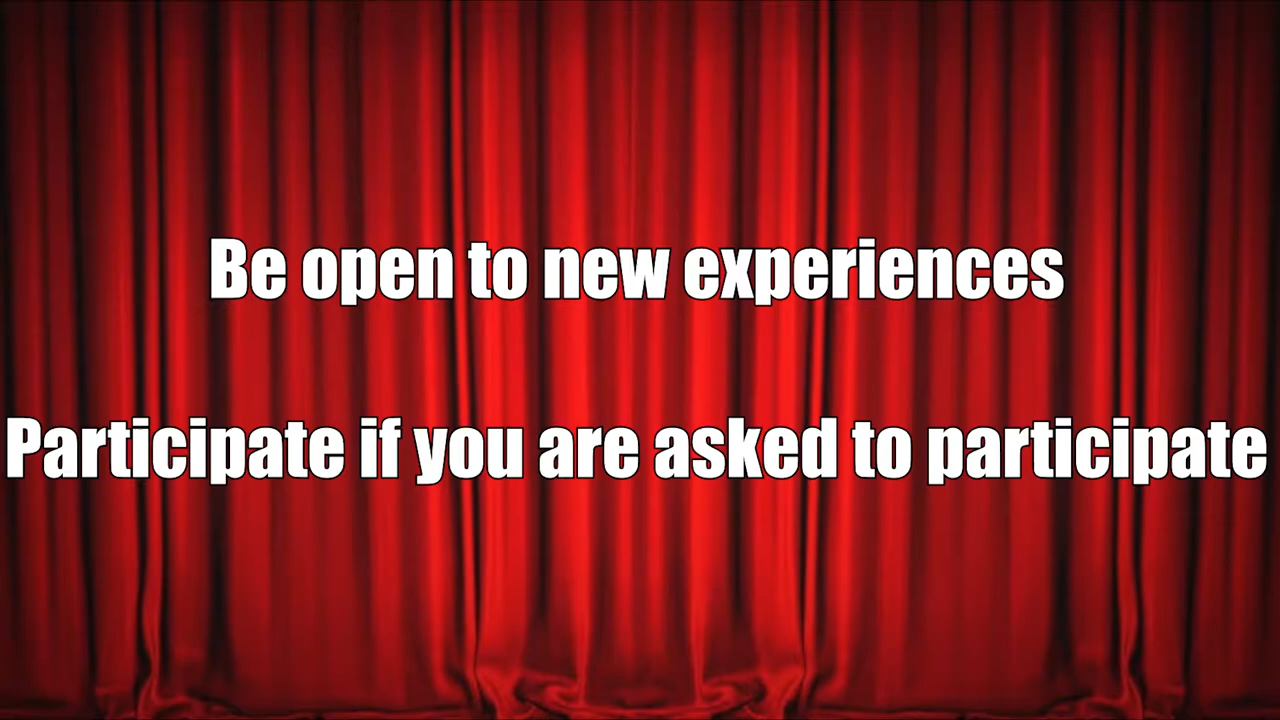 Be open to new experiences
Participate if you are asked to participate